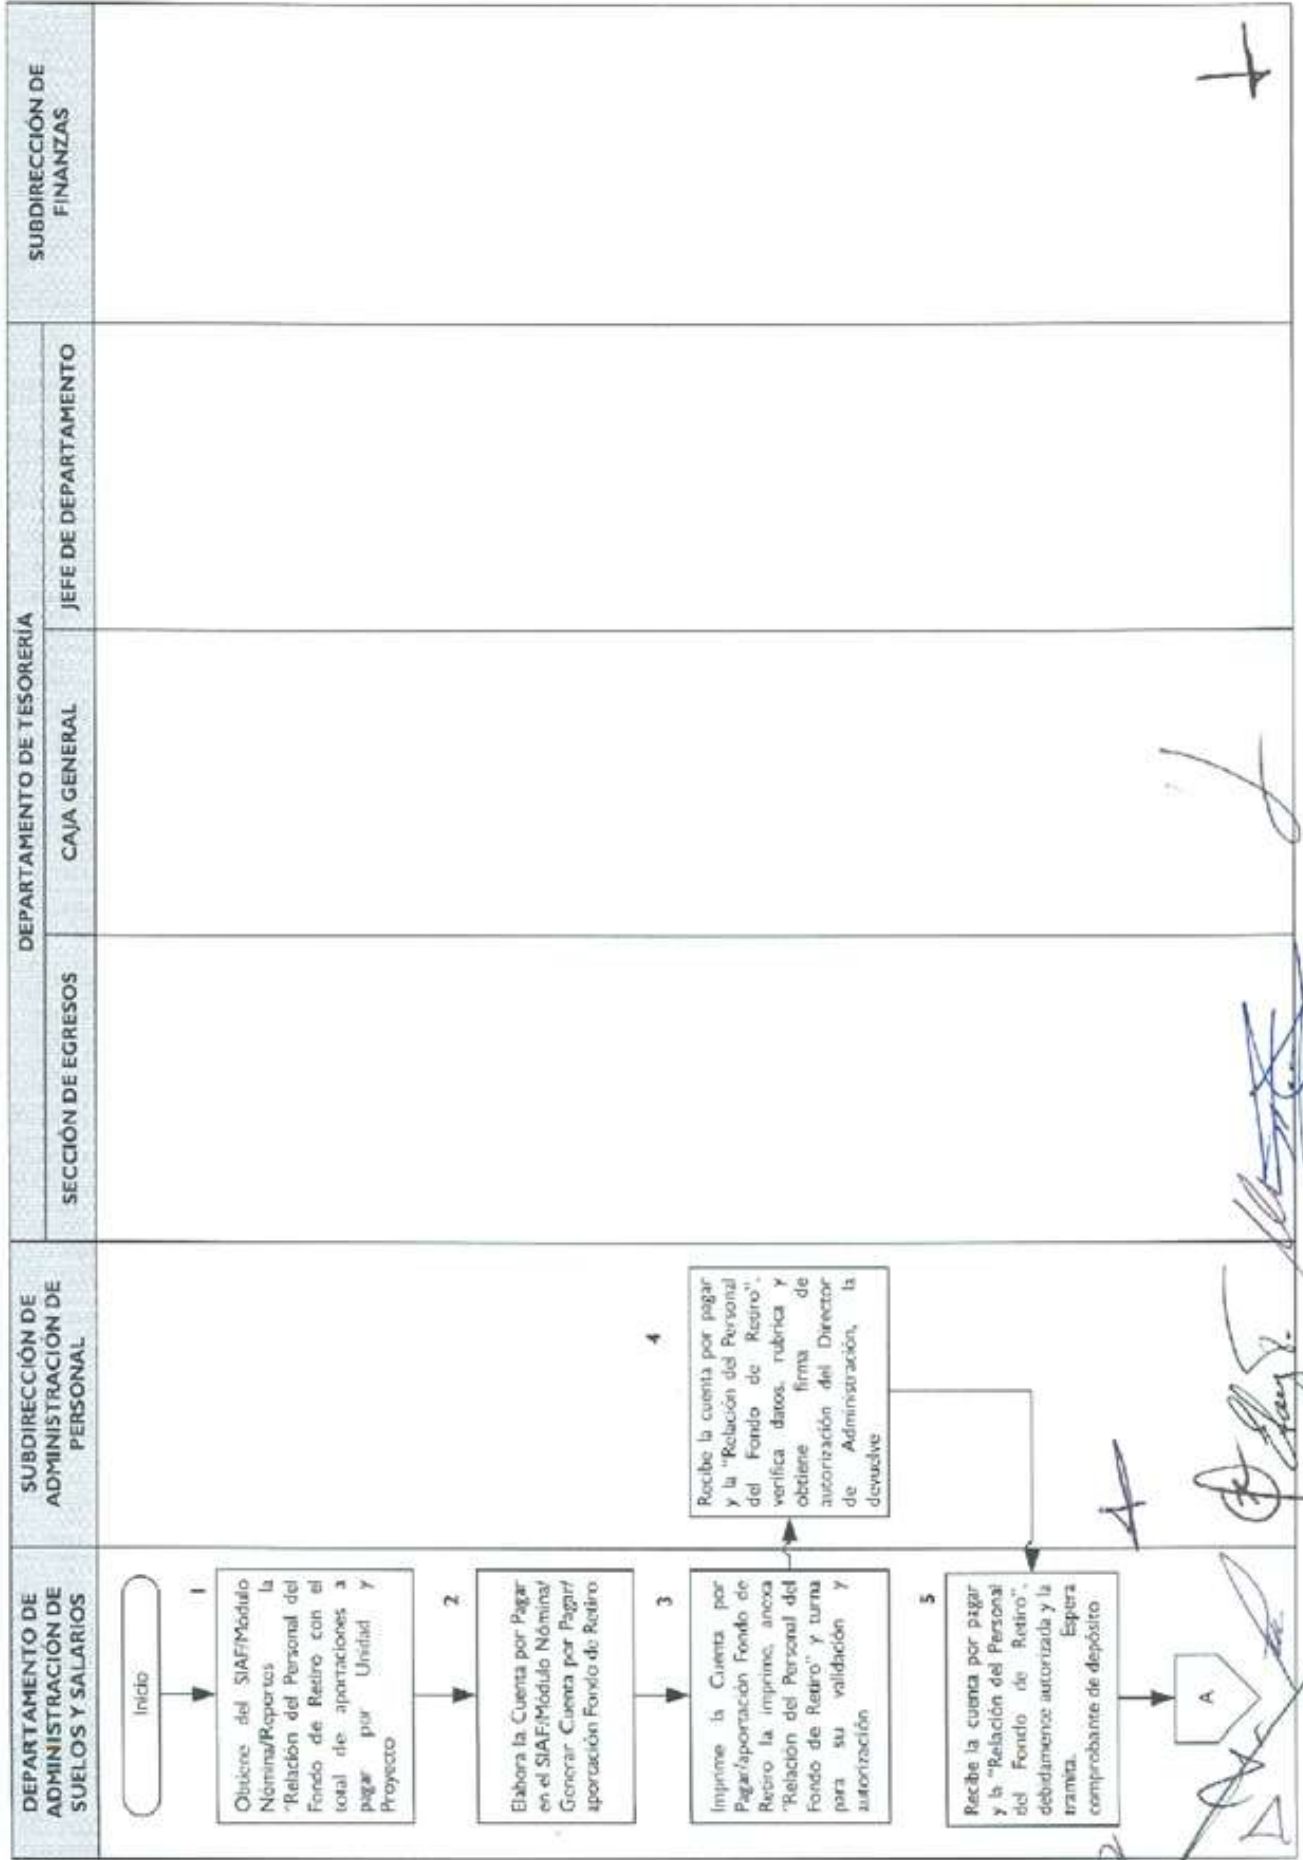 DEPARTAMENTO DE
ADMINISTRACIÓN DE
SUELOS Y SALARIOS
SUBDIRECCIÓN DE
ADMINISTRACIÓN DE
PERSONAL
DEPARTAMENTO DE TESORERÍA
SECCIÓN DE EGRESOS
CAJA GENERAL
JEFE DE DEPARTAMENTO
SUBDIRECCIÓN DE
FINANZAS
Inicio
1
Obtiene del SIAF/Módulo
Nómina/Reportes la
"Relación del Personal del
Fondo de Retiro con el
total de aportaciones a
pagar por Unidad y
Proyecto
2
Elabora la Cuenta por Pagar
en el SIAF/Módulo Nómina/
Generar Cuenta por Pagar/
aportación Fondo de Retiro
3
Imprime la Cuenta por
Pagar/aportación Fondo de
Retiro la imprime, anexa
"Relación del Personal del
Fondo de Retiro" y turna
para su validación y
autorización
4
Recibe la cuenta por pagar
y la "Relación del Personal
del Fondo de Retiro",
verifica datos, rubrica y
obtiene firma de
autorización del Director
de Administración, la
devuelve
5
Recibe la cuenta por pagar
y la "Relación del Personal
del Fondo de Retiro",
debidamente autorizada y la
tramita. Espera
comprobante de depósito
A